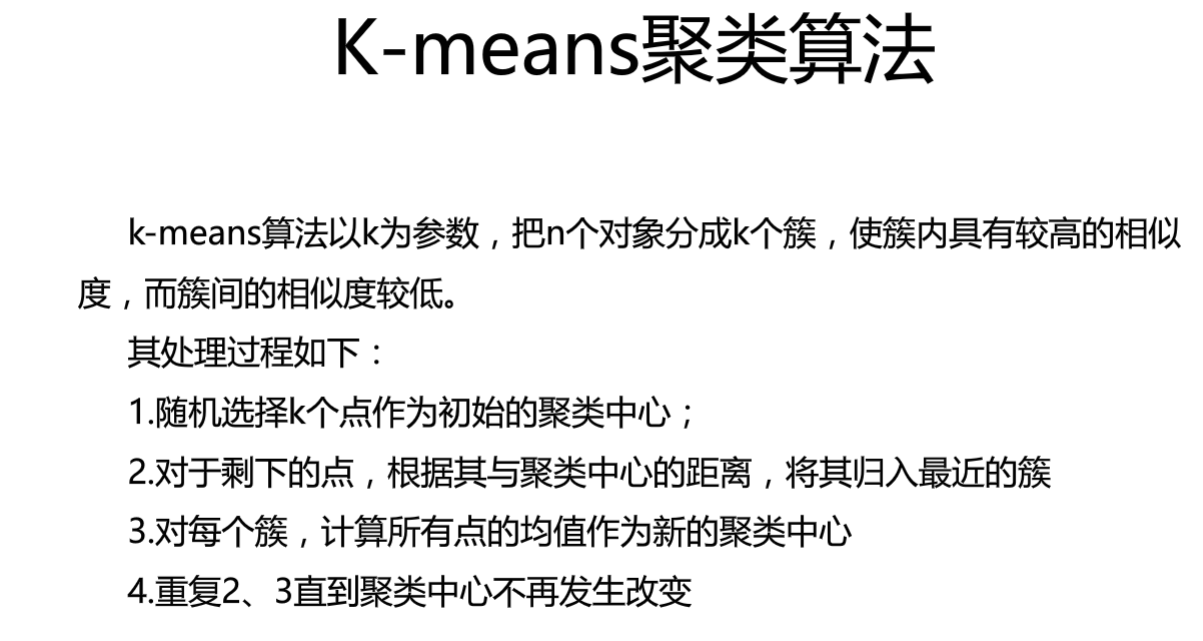 K-means聚类算法
k-means算法以k为参数，把n个对象分成k个簇，使簇内具有较高的相似
度，而簇间的相似度较低。
其处理过程如下：
1.随机选择k个点作为初始的聚类中心；
2.对于剩下的点，根据其与聚类中心的距离，将其归入最近的簇
3.对每个簇，计算所有点的均值作为新的聚类中心
4.重复2、3直到聚类中心不再发生改变